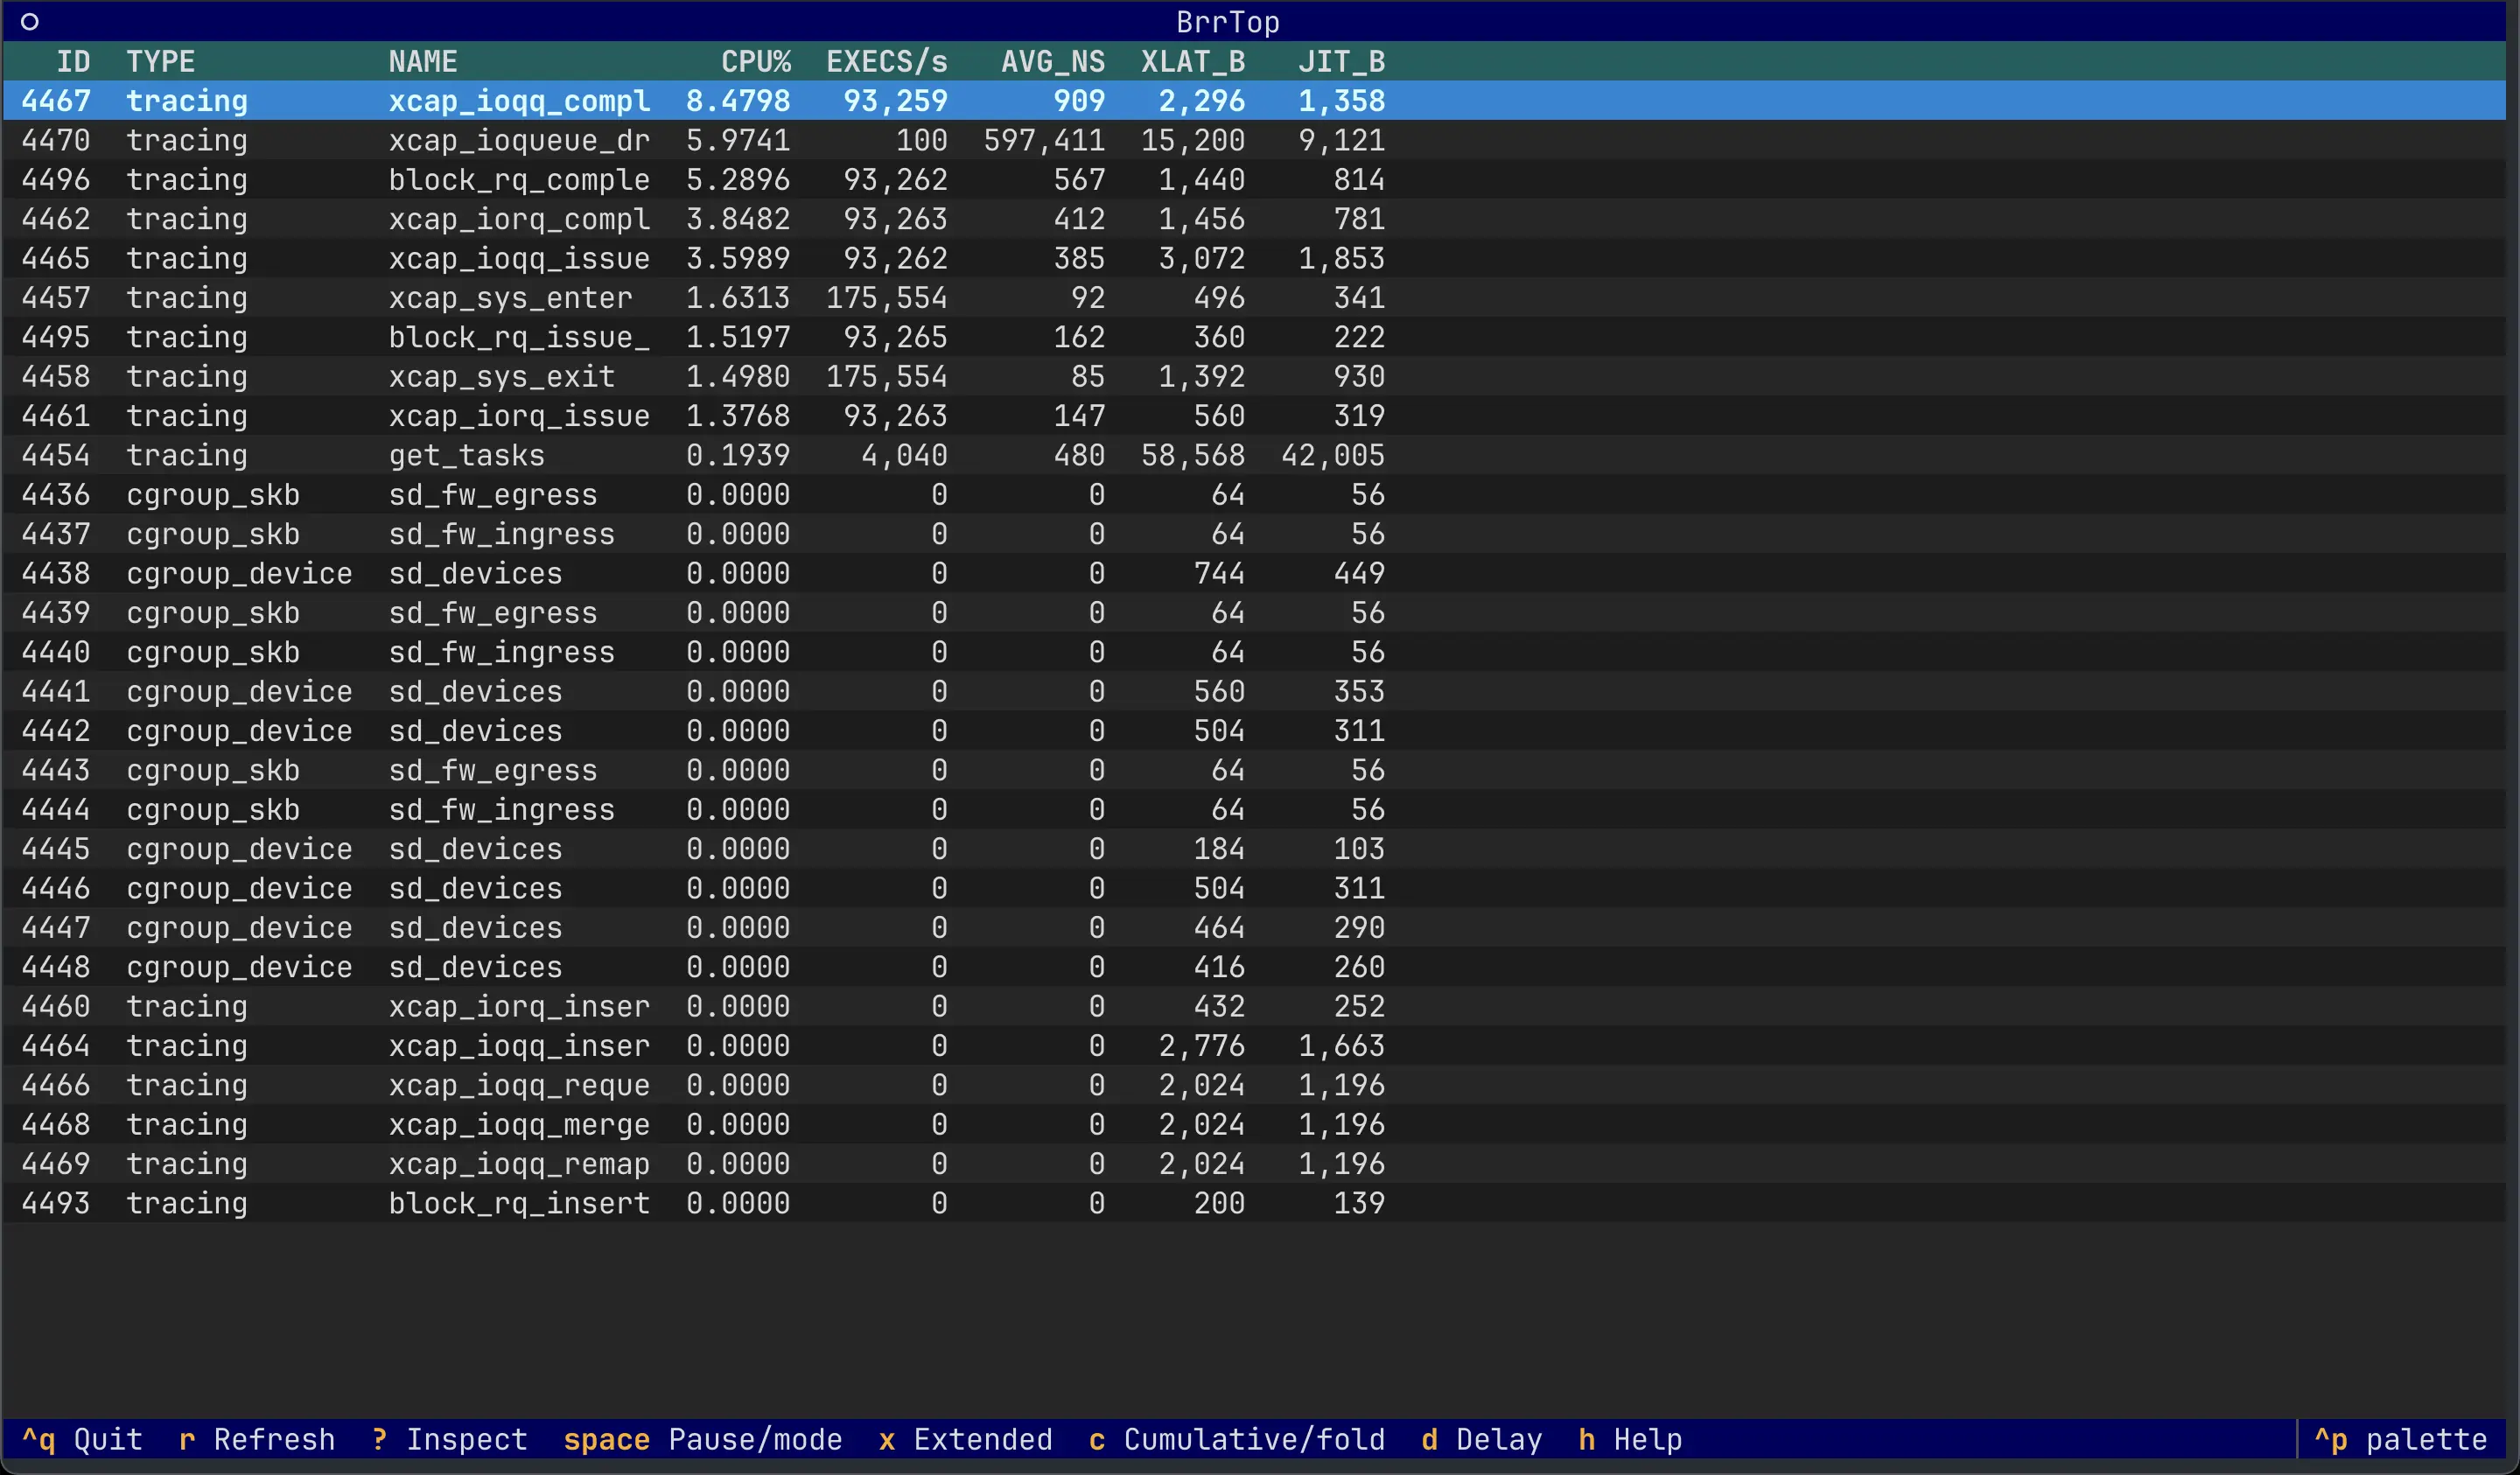 BrrTop
ID TYPE NAME CPU% EXECS/s AVG_NS XLAT_B JIT_B
4467 tracing xcap_ioqq_compl 8.4798 93,259 909 2,296 1,358
4470 tracing xcap_ioqueue_dr 5.9741 100 597,411 15,200 9,121
4496 tracing block_rq_comple 5.2896 93,262 567 1,440 814
4462 tracing xcap_iorq_compl 3.8482 93,263 412 1,456 781
4465 tracing xcap_ioqq_issue 3.5989 93,262 385 3,072 1,853
4457 tracing xcap_sys_enter 1.6313 175,554 92 496 341
4495 tracing block_rq_issue_ 1.5197 93,265 162 360 222
4458 tracing xcap_sys_exit 1.4980 175,554 85 1,392 930
4461 tracing xcap_iorq_issue 1.3768 93,263 147 560 319
4454 tracing get_tasks 0.1939 4,040 480 58,568 42,005
4436 cgroup_skb sd_fw_egress 0.0000 0 0 64 56
4437 cgroup_skb sd_fw_ingress 0.0000 0 0 64 56
4438 cgroup_device sd_devices 0.0000 0 0 744 449
4439 cgroup_skb sd_fw_egress 0.0000 0 0 64 56
4440 cgroup_skb sd_fw_ingress 0.0000 0 0 64 56
4441 cgroup_device sd_devices 0.0000 0 0 560 353
4442 cgroup_device sd_devices 0.0000 0 0 504 311
4443 cgroup_skb sd_fw_egress 0.0000 0 0 64 56
4444 cgroup_skb sd_fw_ingress 0.0000 0 0 64 56
4445 cgroup_device sd_devices 0.0000 0 0 184 103
4446 cgroup_device sd_devices 0.0000 0 0 504 311
4447 cgroup_device sd_devices 0.0000 0 0 464 290
4448 cgroup_device sd_devices 0.0000 0 0 416 260
4460 tracing xcap_iorq_inser 0.0000 0 0 432 252
4464 tracing xcap_ioqq_inser 0.0000 0 0 2,776 1,663
4466 tracing xcap_ioqq_reque 0.0000 0 0 2,024 1,196
4468 tracing xcap_ioqq_merge 0.0000 0 0 2,024 1,196
4469 tracing xcap_ioqq_remap 0.0000 0 0 2,024 1,196
4493 tracing block_rq_insert 0.0000 0 0 200 139
^q Quit r Refresh ? Inspect space Pause/mode x Extended c Cumulative/fold d Delay h Help ^p palette